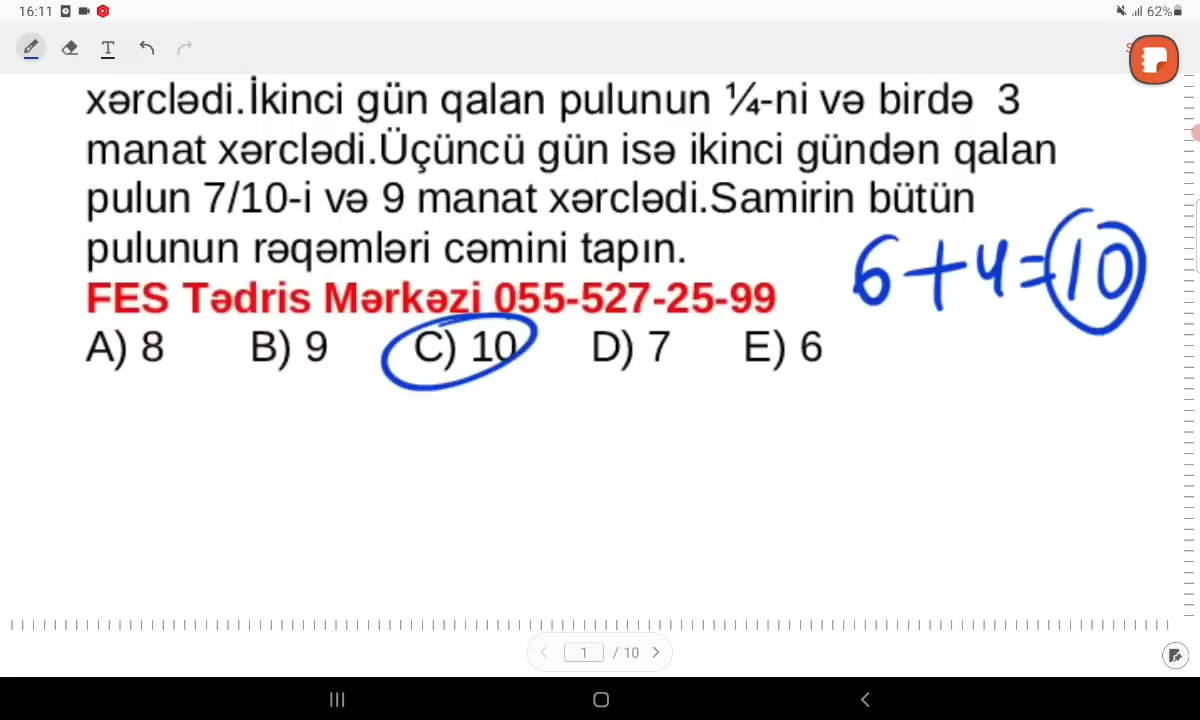 16:11 62%
xərclədi.İkinci gün qalan pulunun ¼-ni və birdə 3
manat xərclədi.Üçüncü gün isə ikinci gündən qalan
pulun 7/10-i və 9 manat xərclədi.Samirin bütün
pulunun rəqəmləri cəmini tapın.
6+4=10
FES Tədris Mərkəzi 055-527-25-99
A) 8 B) 9 C) 10 D) 7 E) 6
1 / 10